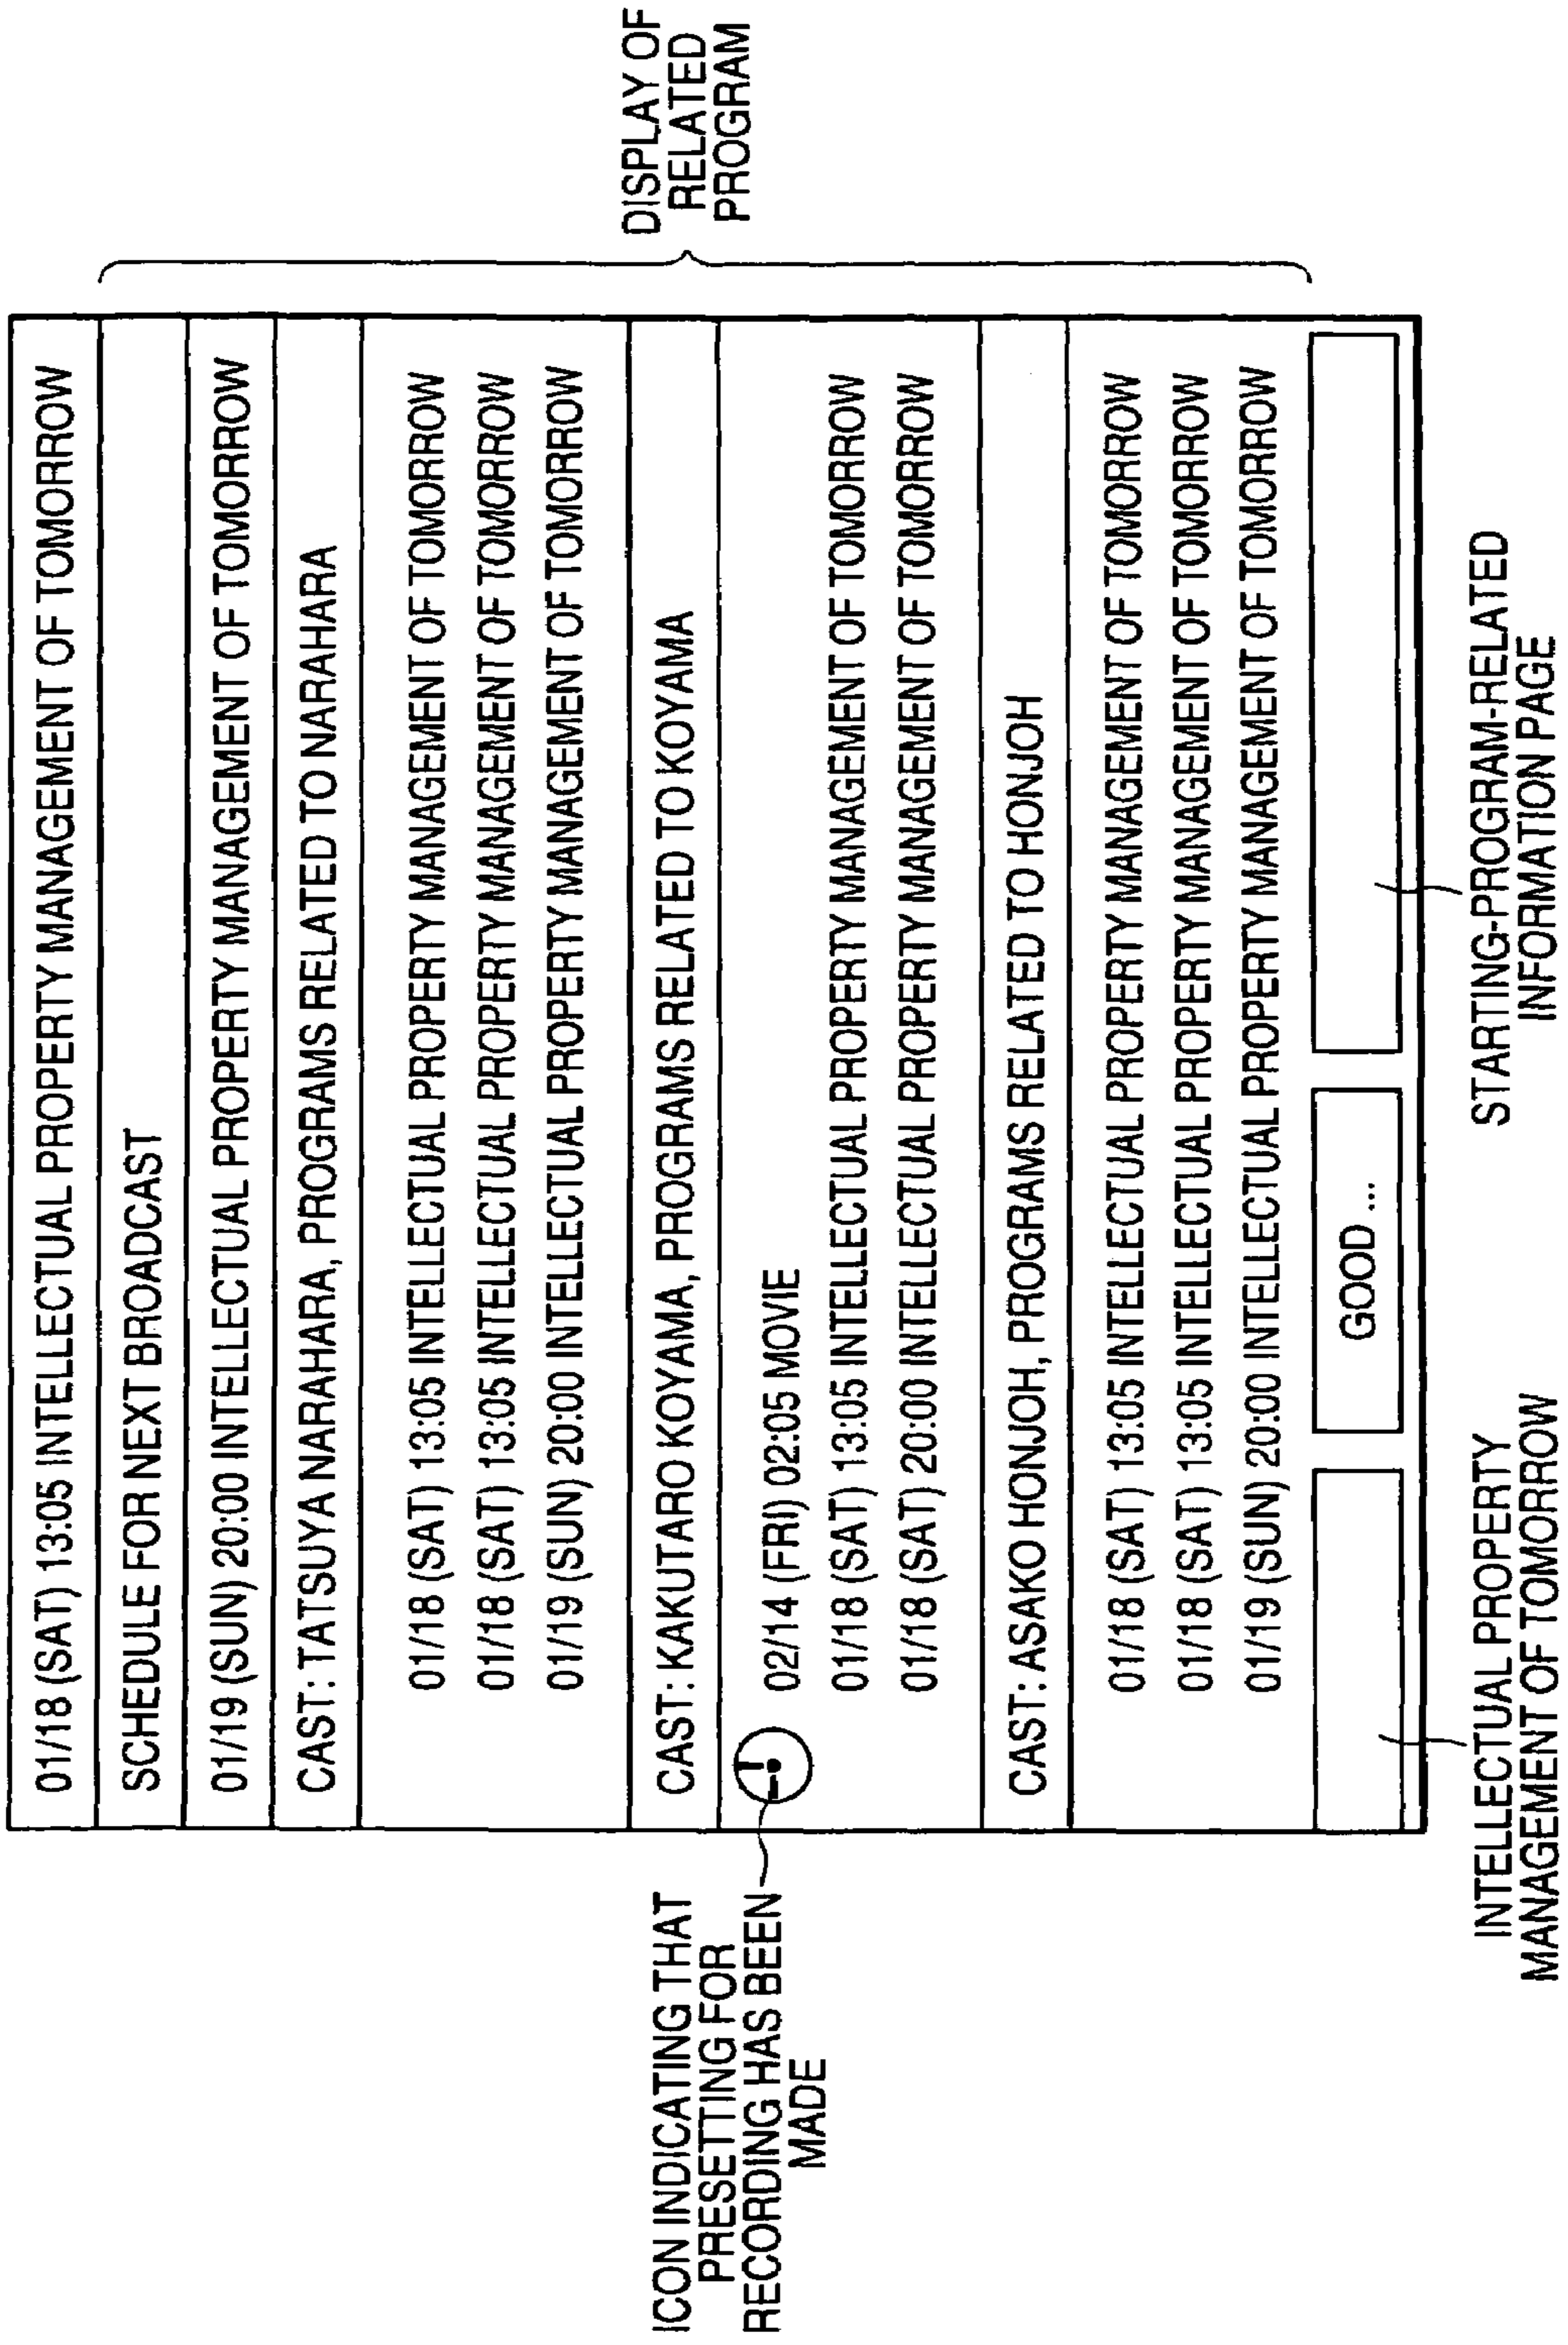 01/18 (SAT) 13:05 INTELLECTUAL PROPERTY MANAGEMENT OF TOMORROW
SCHEDULE FOR NEXT BROADCAST
01/19 (SUN) 20:00 INTELLECTUAL PROPERTY MANAGEMENT OF TOMORROW
CAST: TATSUYA NARAHARA, PROGRAMS RELATED TO NARAHARA
01/18 (SAT) 13:05 INTELLECTUAL PROPERTY MANAGEMENT OF TOMORROW
01/18 (SAT) 13:05 INTELLECTUAL PROPERTY MANAGEMENT OF TOMORROW
01/19 (SUN) 20:00 INTELLECTUAL PROPERTY MANAGEMENT OF TOMORROW
CAST: KAKUTARO KOYAMA, PROGRAMS RELATED TO KOYAMA
02/14 (FRI) 02:05 MOVIE
01/18 (SAT) 13:05 INTELLECTUAL PROPERTY MANAGEMENT OF TOMORROW
01/18 (SAT) 20:00 INTELLECTUAL PROPERTY MANAGEMENT OF TOMORROW
CAST: ASAKO HONJOH, PROGRAMS RELATED TO HONJOH
01/18 (SAT) 13:05 INTELLECTUAL PROPERTY MANAGEMENT OF TOMORROW
01/18 (SAT) 13:05 INTELLECTUAL PROPERTY MANAGEMENT OF TOMORROW
01/19 (SUN) 20:00 INTELLECTUAL PROPERTY MANAGEMENT OF TOMORROW
GOOD ...
ICON INDICATING THAT
PRESETTING FOR
RECORDING HAS BEEN
MADE
DISPLAY OF
RELATED
PROGRAM
INTELLECTUAL PROPERTY
MANAGEMENT OF TOMORROW
STARTING-PROGRAM-RELATED
INFORMATION PAGE